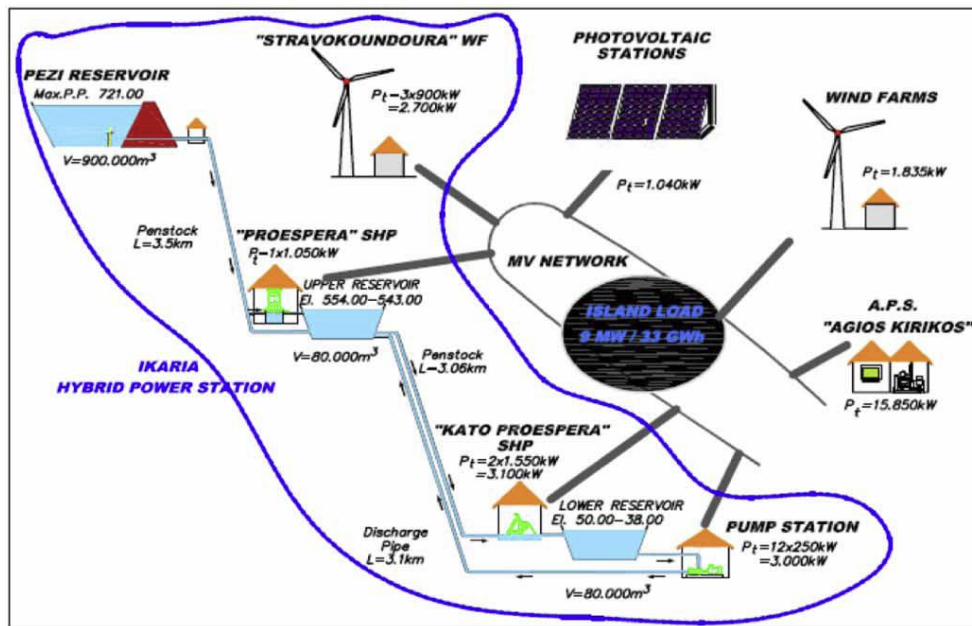 "STRAVOKOUNDOURA" WF
Pt-3x900kW
=2.700kW
PHOTOVOLTAIC
STATIONS
Pt=1.040kW
WIND FARMS
Pt=1.835kW
PEZI RESERVOIR
Max.P.P. 721.00
V=900.000m³
Penstock
L=3.5km
"PROESPERA" SHP
Pt-1x1.050kW
UPPER RESERVOIR
El. 554.00-543.00
V=80.000m³
MV NETWORK
ISLAND LOAD
9 MW / 33 GWh
A.P.S.
"AGIOS KIRIKOS"
Pt=15.850kW
IKARIA
HYBRID POWER STATION
Penstock
L-3.06km
"KATO PROESPERA"
SHP
Pt=2x1.550kW
=3.100kW
LOWER RESERVOIR
El. 50.00-38.00
Discharge
Pipe
L=3.1km
V=80.000m³
PUMP STATION
Pt=12x250kW
=3.000kW